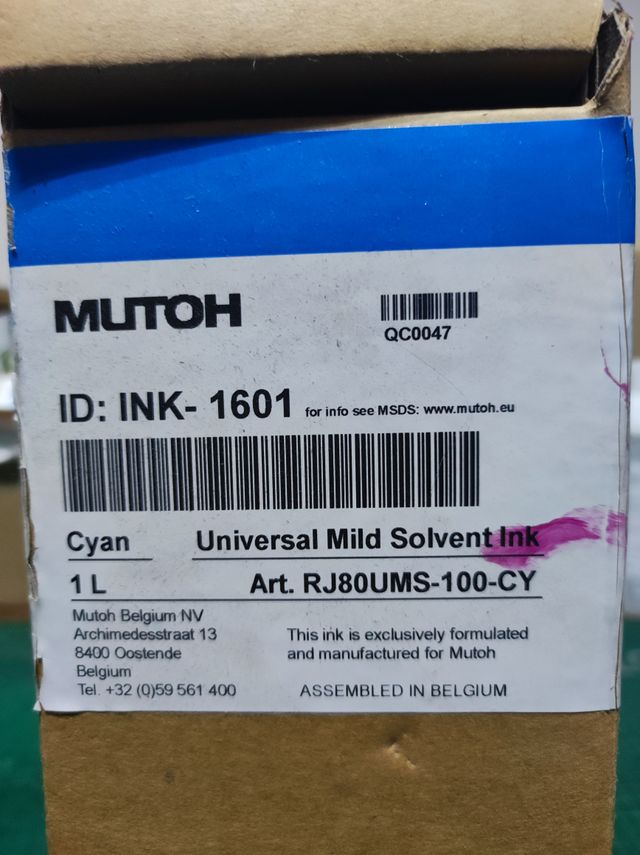 MUTOH
QC0047
ID: INK- 1601 for info see MSDS: www.mutoh.eu
Cyan Universal Mild Solvent Ink
1 L Art. RJ80UMS-100-CY
Mutoh Belgium NV
Archimedesstraat 13
8400 Oostende
Belgium
Tel. +32 (0)59 561 400
This ink is exclusively formulated
and manufactured for Mutoh
ASSEMBLED IN BELGIUM